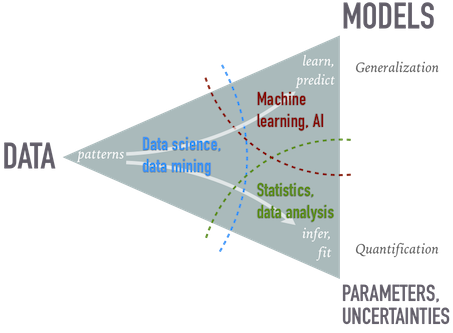 MODELS
learn,
predict
Generalization
Machine
learning, AI
DATA
patterns
Data science,
data mining
Statistics,
data analysis
infer,
fit
Quantification
PARAMETERS,
UNCERTAINTIES